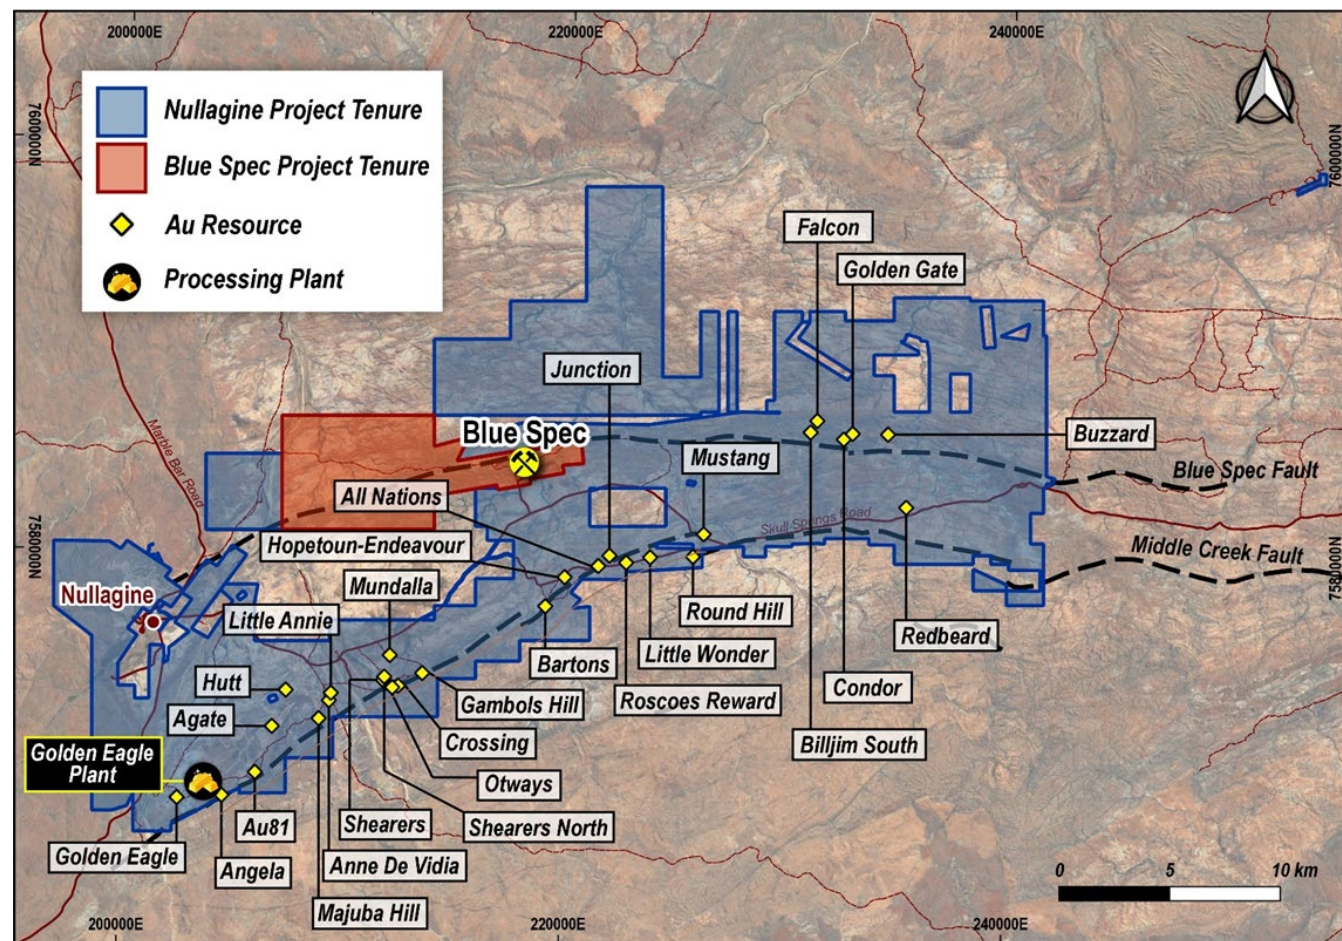 200000E
220000E
240000E
7600000N
7600000N
Nullagine Project Tenure
Blue Spec Project Tenure
Au Resource
Processing Plant
Falcon
Golden Gate
Junction
Marble Bar Road
Blue Spec
Buzzard
Mustang
Blue Spec Fault
All Nations
Skull Springs Road
Hopetoun-Endeavour
7580000N
7580000N
Middle Creek Fault
Mundalla
Nullagine
Little Annie
Round Hill
Redbeard
Little Wonder
Bartons
Hutt
Condor
Roscoes Reward
Gambols Hill
Agate
Crossing
Billjim South
Golden Eagle
Plant
Otways
Au81
Shearers
Shearers North
Golden Eagle
Angela
Anne De Vidia
Majuba Hill
0
5
10 km
200000E
220000E
240000E